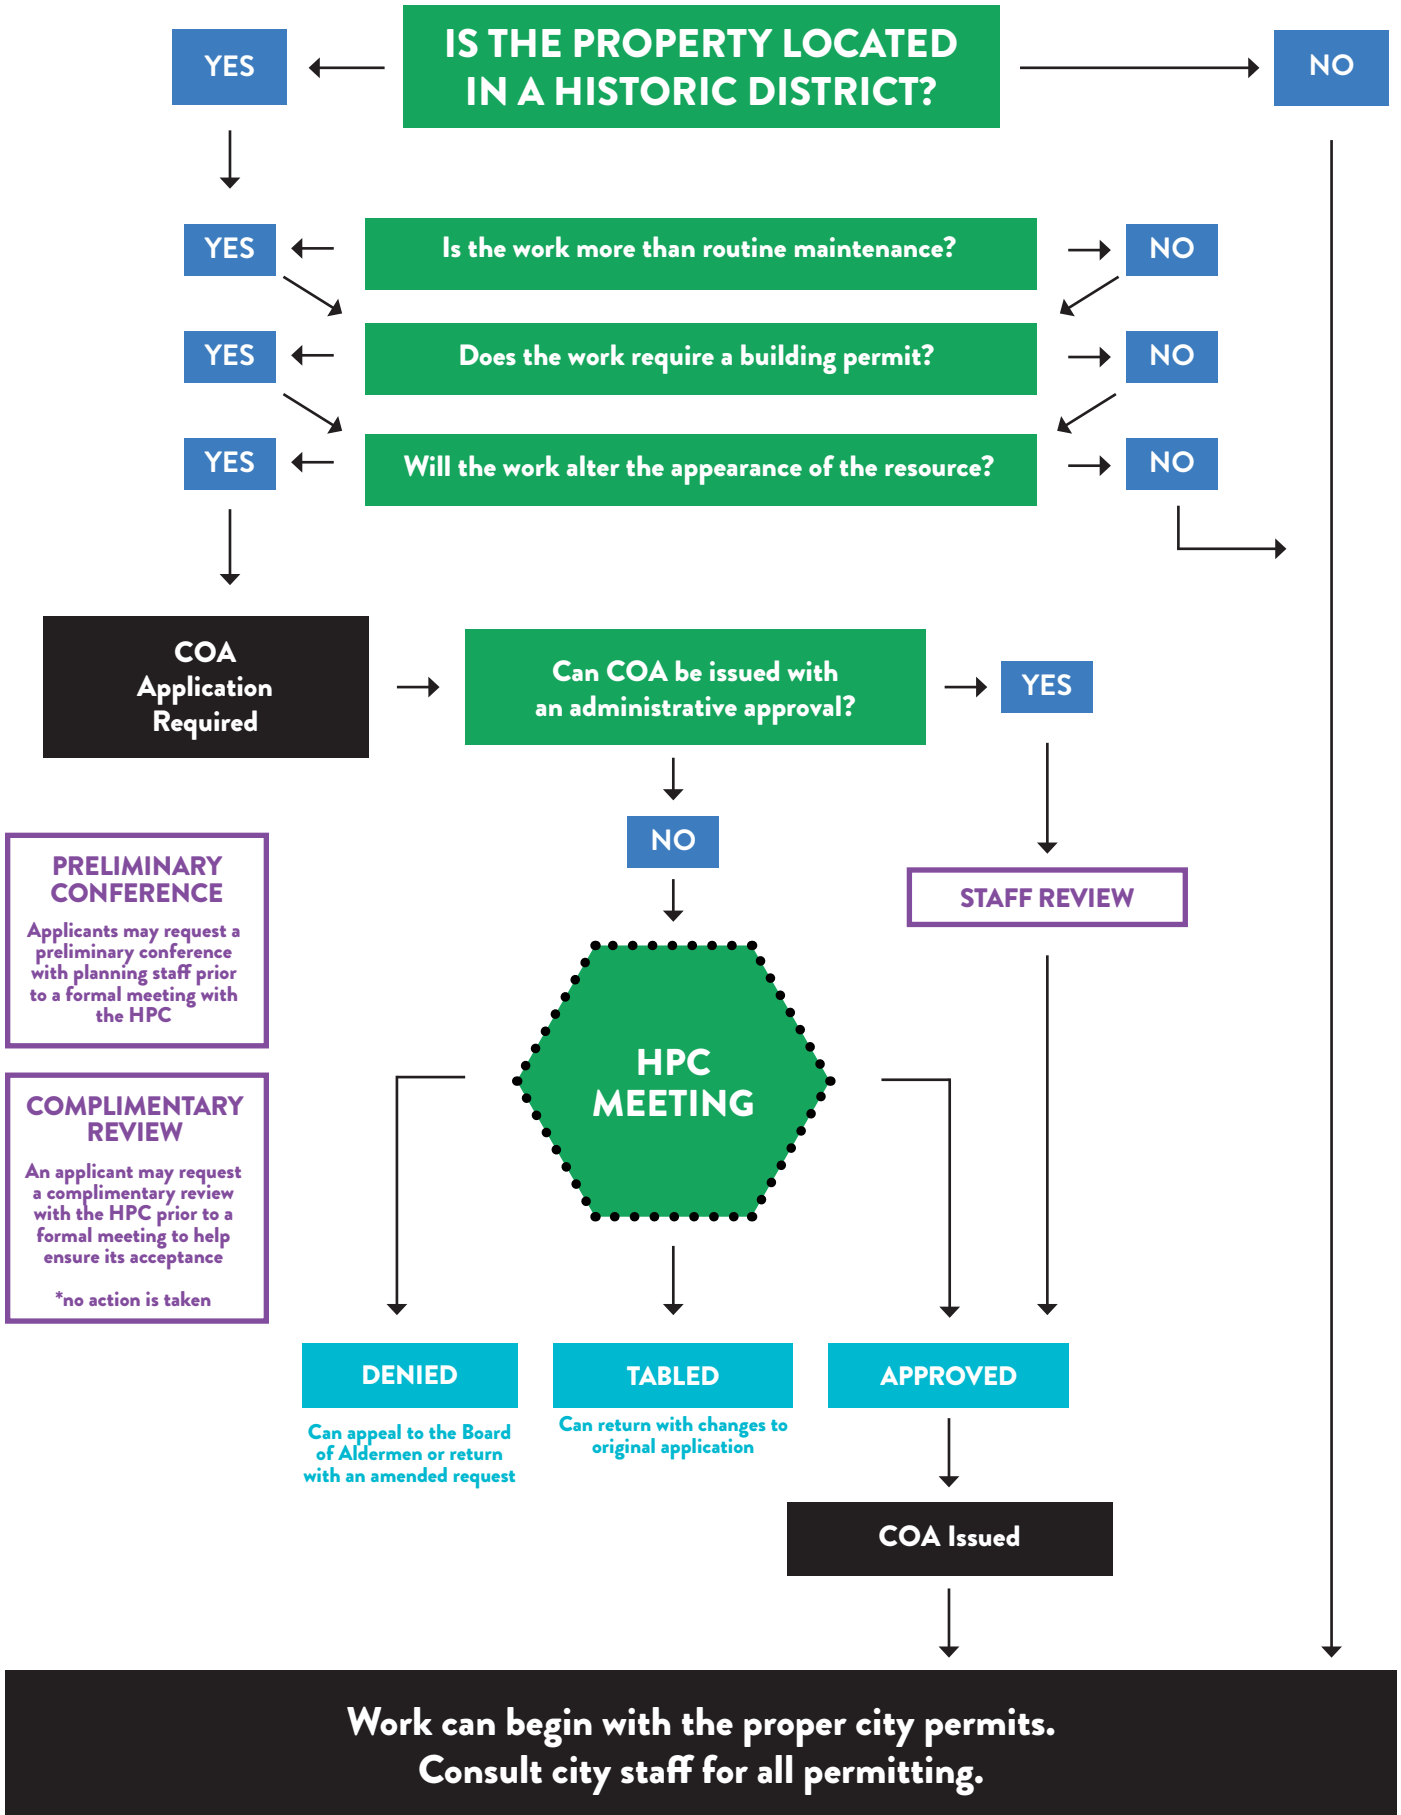 IS THE PROPERTY LOCATED
IN A HISTORIC DISTRICT?
YES
NO
YES
Is the work more than routine maintenance?
NO
YES
Does the work require a building permit?
NO
YES
Will the work alter the appearance of the resource?
NO
COA
Application
Required
Can COA be issued with
an administrative approval?
YES
NO
PRELIMINARY
CONFERENCE
Applicants may request a
preliminary conference
with planning staff prior
to a formal meeting with
the HPC
STAFF REVIEW
HPC
MEETING
COMPLIMENTARY
REVIEW
An applicant may request
a complimentary review
with the HPC prior to a
formal meeting to help
ensure its acceptance
*no action is taken
DENIED
Can appeal to the Board
of Aldermen or return
with an amended request
TABLED
Can return with changes to
original application
APPROVED
COA Issued
Work can begin with the proper city permits.
Consult city staff for all permitting.